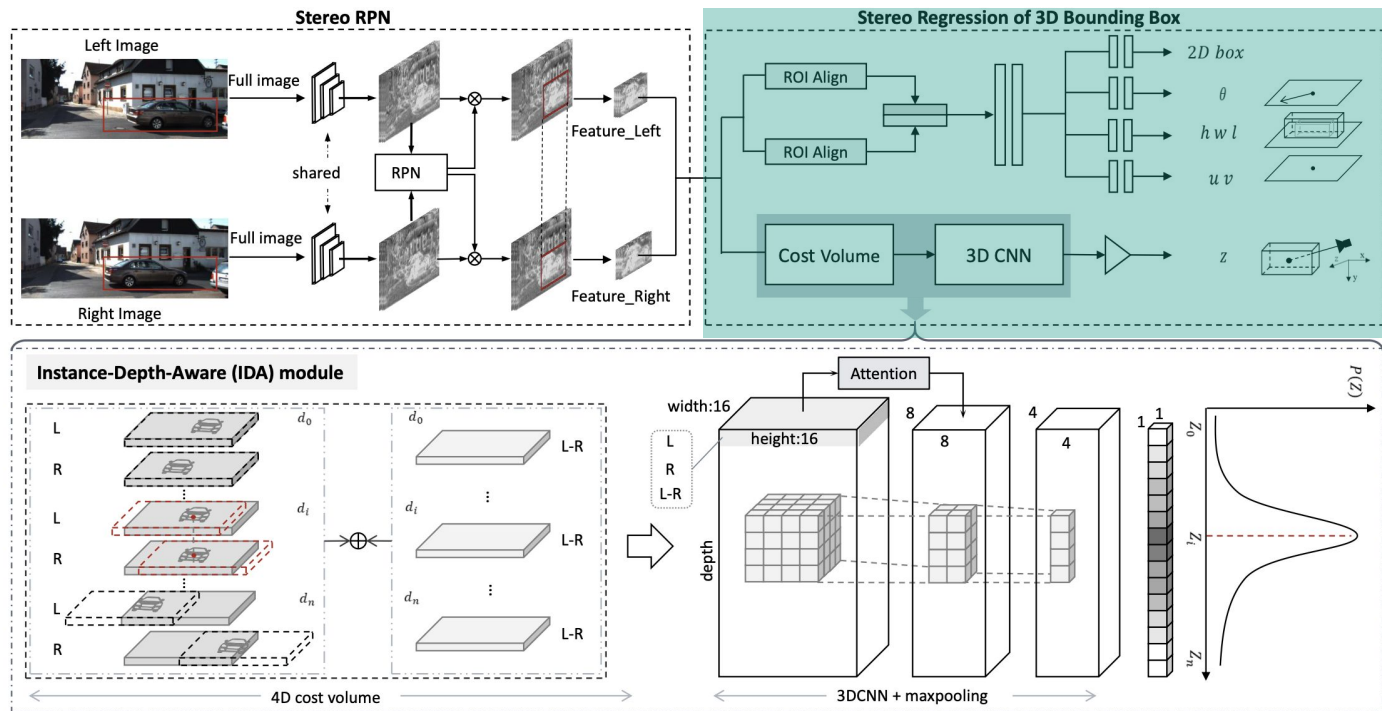 Stereo RPN
Left Image
Full image
shared
Full image
Right Image
RPN
Feature_Left
Feature_Right
Stereo Regression of 3D Bounding Box
ROI Align
ROI Align
2D box
θ
h w l
u v
Cost Volume
3D CNN
z
z
x
y
Instance-Depth-Aware (IDA) module
L
R
d₀
⋮
L
R
dᵢ
⋮
L
R
dₙ
d₀
L-R
⋮
dᵢ
L-R
⋮
dₙ
L-R
4D cost volume
Attention
width:16
height:16
L
R
L-R
depth
8
8
4
4
1
1
3DCNN + maxpooling
P(Z)
Z₀
Zᵢ
Zₙ